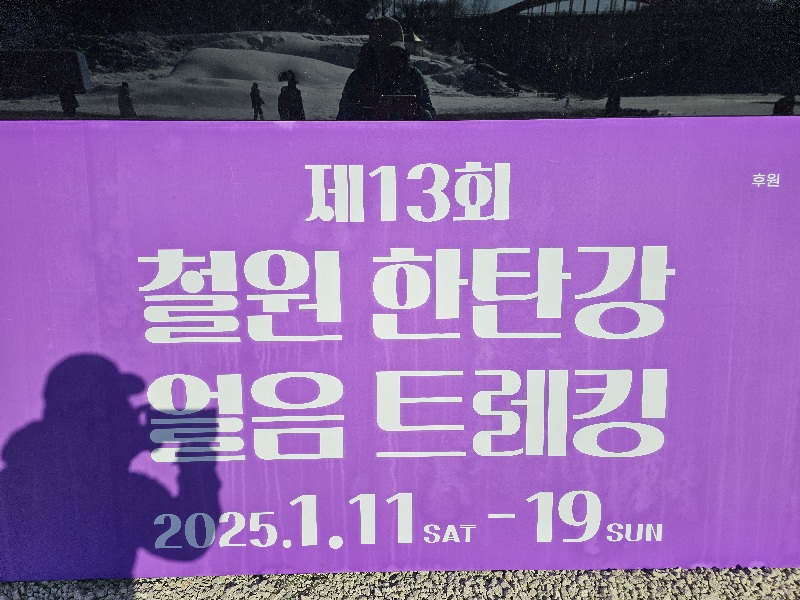 제13회
후원
철원 한탄강
얼음 트레킹
2025.1.11 SAT - 19 SUN